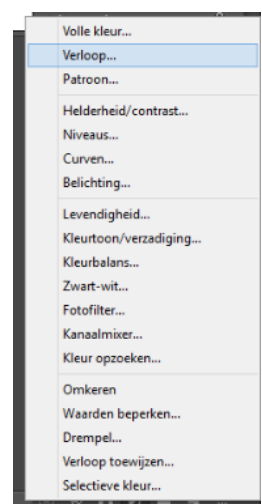 Volle kleur...
Verloop...
Patroon...
Helderheid/contrast...
Niveaus...
Curven...
Belichting...
Levendigheid...
Kleurtoon/verzadiging...
Kleurbalans...
Zwart-wit...
Fotofilter...
Kanaalmixer...
Kleur opzoeken...
Omkeren
Waarden beperken...
Drempel...
Verloop toewijzen...
Selectieve kleur...